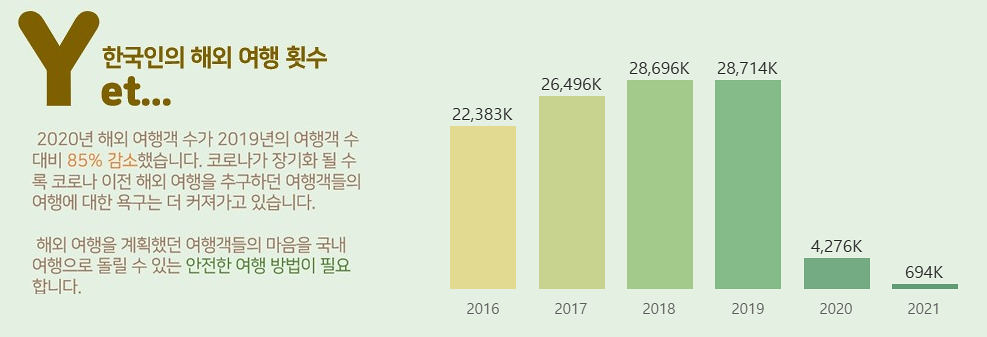 Yet...
한국인의 해외 여행 횟수
2020년 해외 여행객 수가 2019년의 여행객 수
대비 85% 감소했습니다. 코로나가 장기화 될 수
록 코로나 이전 해외 여행을 추구하던 여행객들의
여행에 대한 욕구는 더 커져가고 있습니다.
해외 여행을 계획했던 여행객들의 마음을 국내
여행으로 돌릴 수 있는 안전한 여행 방법이 필요
합니다.
22,383K
26,496K
28,696K
28,714K
4,276K
694K
2016
2017
2018
2019
2020
2021